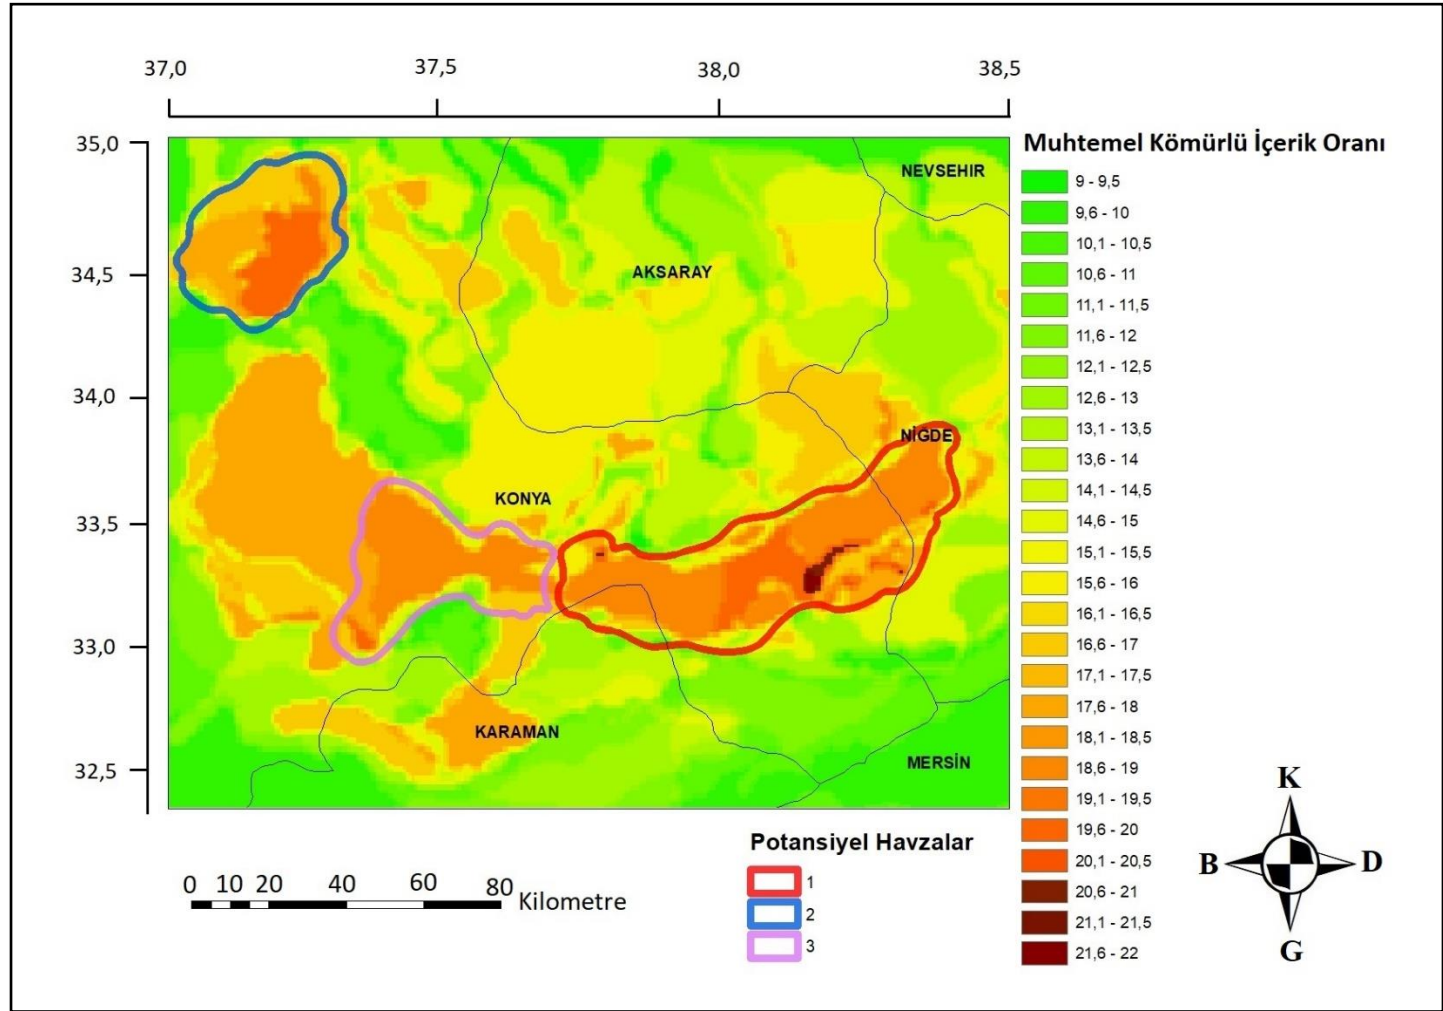 37,0 37,5 38,0 38,5
35,0
34,5
34,0
33,5
33,0
32,5
NEVSEHIR
AKSARAY
NİGDE
KONYA
KARAMAN
MERSİN
Muhtemel Kömürlü İçerik Oranı
9 - 9,5
9,6 - 10
10,1 - 10,5
10,6 - 11
11,1 - 11,5
11,6 - 12
12,1 - 12,5
12,6 - 13
13,1 - 13,5
13,6 - 14
14,1 - 14,5
14,6 - 15
15,1 - 15,5
15,6 - 16
16,1 - 16,5
16,6 - 17
17,1 - 17,5
17,6 - 18
18,1 - 18,5
18,6 - 19
19,1 - 19,5
19,6 - 20
20,1 - 20,5
20,6 - 21
21,1 - 21,5
21,6 - 22
Potansiyel Havzalar
1
2
3
0 10 20 40 60 80 Kilometre
K
B D
G